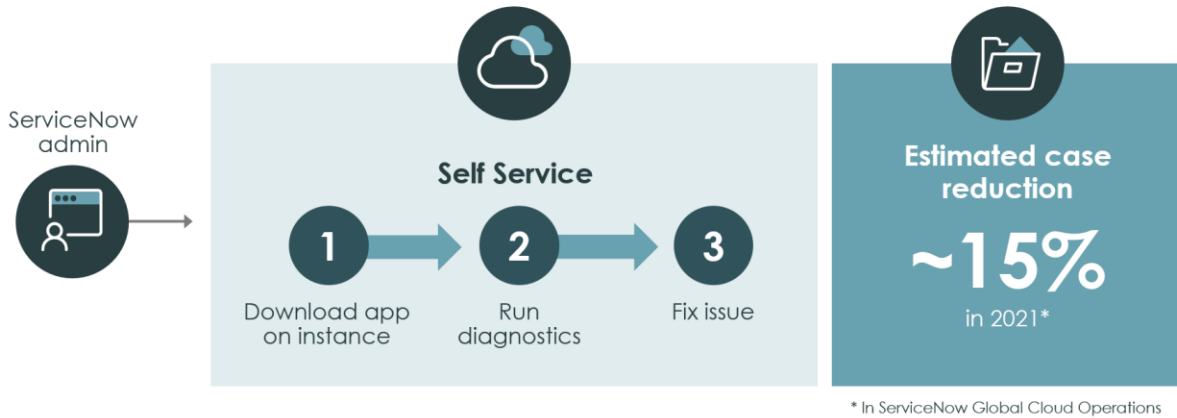 ServiceNow
admin
Self Service
1
2
3
Download app
on instance
Run
diagnostics
Fix issue
Estimated case
reduction
~15%
in 2021*
* In ServiceNow Global Cloud Operations